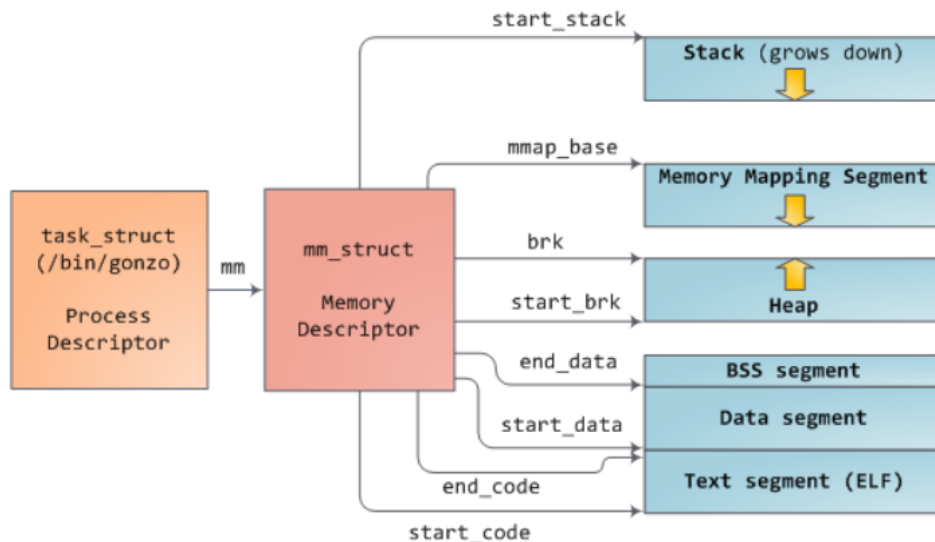 start_stack
Stack (grows down)
mmap_base
Memory Mapping Segment
task_struct
(/bin/gonzo)
Process
Descriptor
mm
mm_struct
Memory
Descriptor
brk
start_brk
Heap
end_data
BSS segment
start_data
Data segment
end_code
Text segment (ELF)
start_code